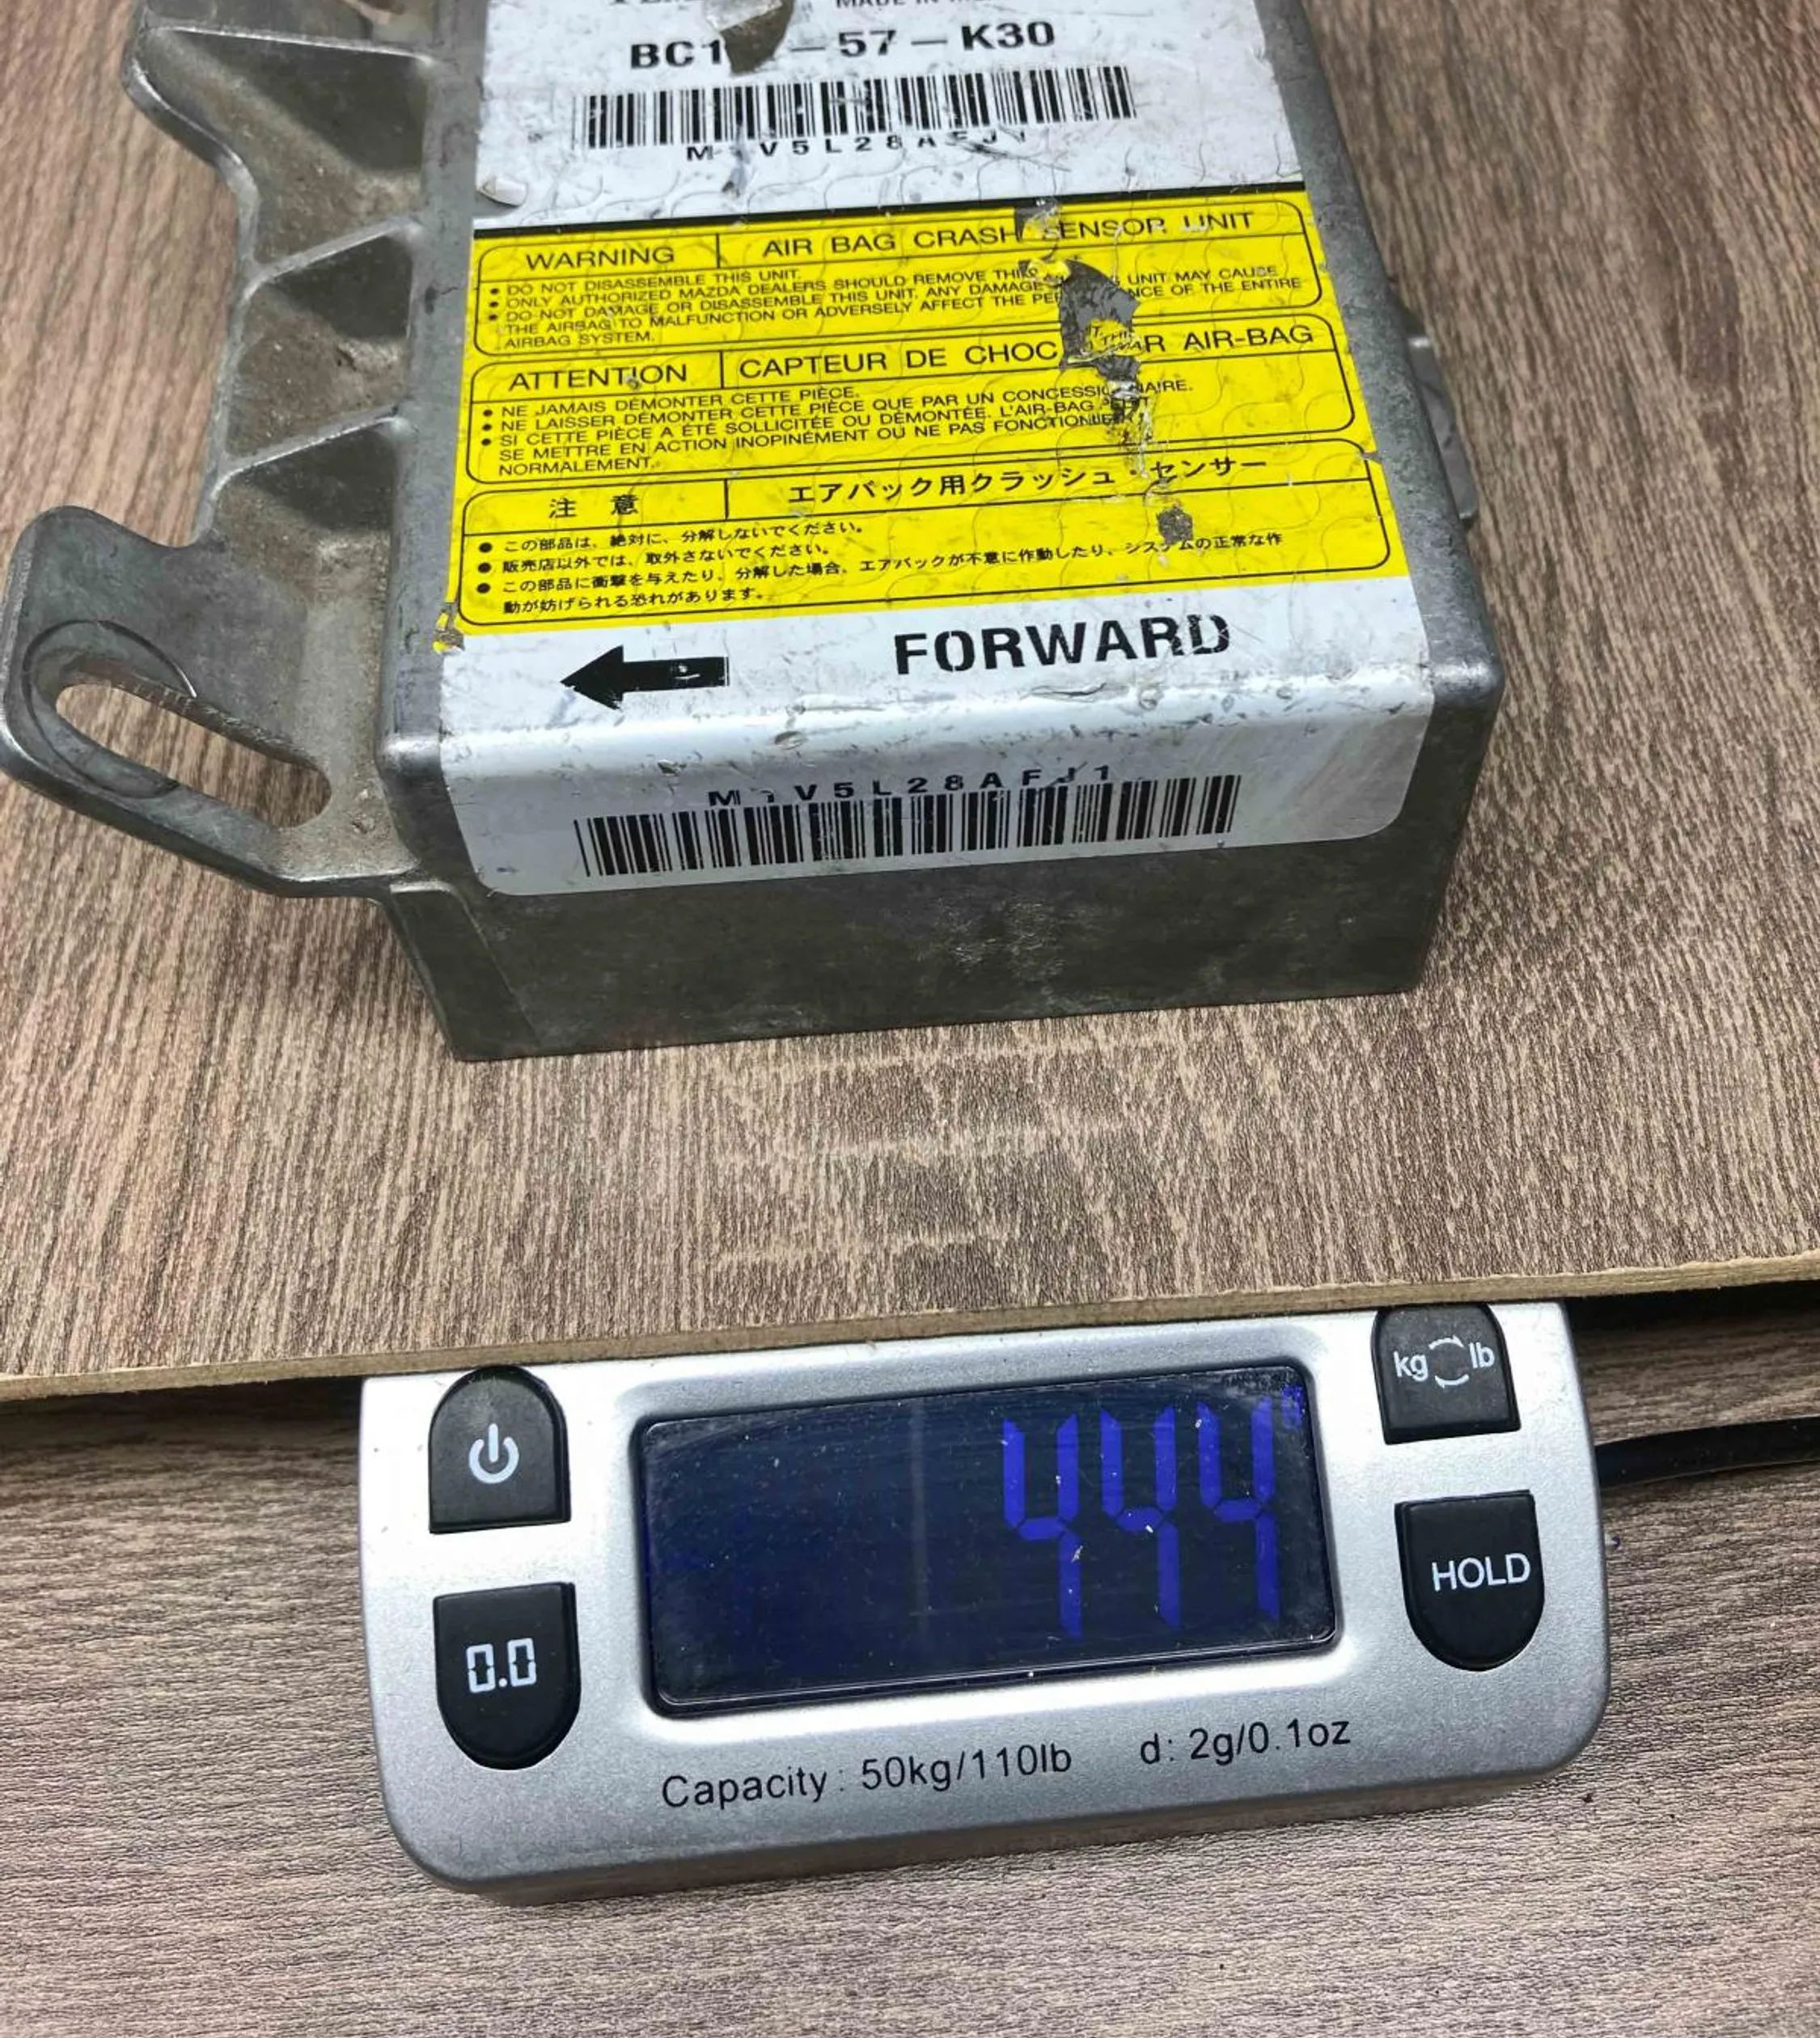 MADE IN
BC1 -57-K30
V5L28A
WARNING AIR BAG CRASH SENSOR UNIT
• DO NOT DISASSEMBLE THIS UNIT.
• ONLY AUTHORIZED MAZDA DEALERS SHOULD REMOVE THIS UNIT MAY CAUSE
• DO NOT DAMAGE OR DISASSEMBLE THIS UNIT. ANY DAMAGE OF THE ENTIRE
THE AIRBAG TO MALFUNCTION OR ADVERSELY AFFECT THE
AIRBAG SYSTEM.
ATTENTION CAPTEUR DE CHOC AIR-BAG
• NE JAMAIS DÉMONTER CETTE PIÈCE.
• NE LAISSER DÉMONTER CETTE PIÈCE QUE PAR UN CONCESSIONNAIRE.
• SI CETTE PIÈCE A ÉTÉ SOLLICITÉE OU DÉMONTÉE. L'AIR-BAG PEUT
SE METTRE EN ACTION INOPINÉMENT OU NE PAS FONCTIONNER
NORMALEMENT.
注意 エアバック用クラッシュ・センサー
● この部品は、絶対に、分解しないでください。
● 販売店以外では、取外さないでください。
● この部品に衝撃を与えたり、分解した場合、エアバックが不意に作動したり、システムの正常な作
動が妨げられる恐れがあります。
FORWARD
V5L28AFJ1
kg lb
444
HOLD
0.0
Capacity: 50kg/110lb d: 2g/0.1oz